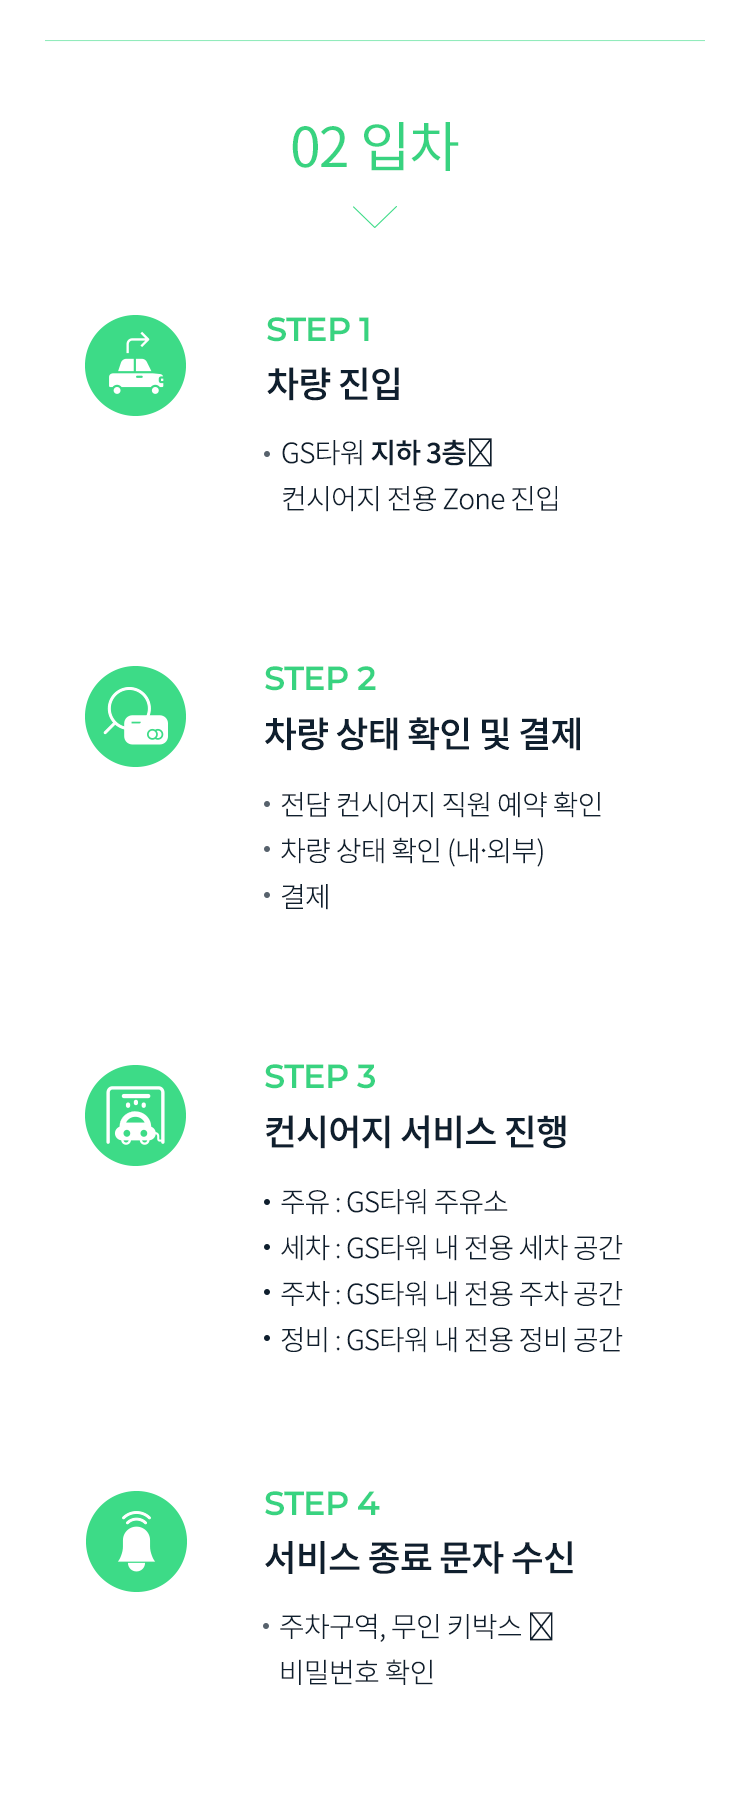 02 입차
STEP 1
차량 진입
• GS타워 지하 3층
컨시어지 전용 Zone 진입
STEP 2
차량 상태 확인 및 결제
• 전담 컨시어지 직원 예약 확인
• 차량 상태 확인 (내·외부)
• 결제
STEP 3
컨시어지 서비스 진행
• 주유 : GS타워 주유소
• 세차 : GS타워 내 전용 세차 공간
• 주차 : GS타워 내 전용 주차 공간
• 정비 : GS타워 내 전용 정비 공간
STEP 4
서비스 종료 문자 수신
• 주차구역, 무인 키박스
비밀번호 확인